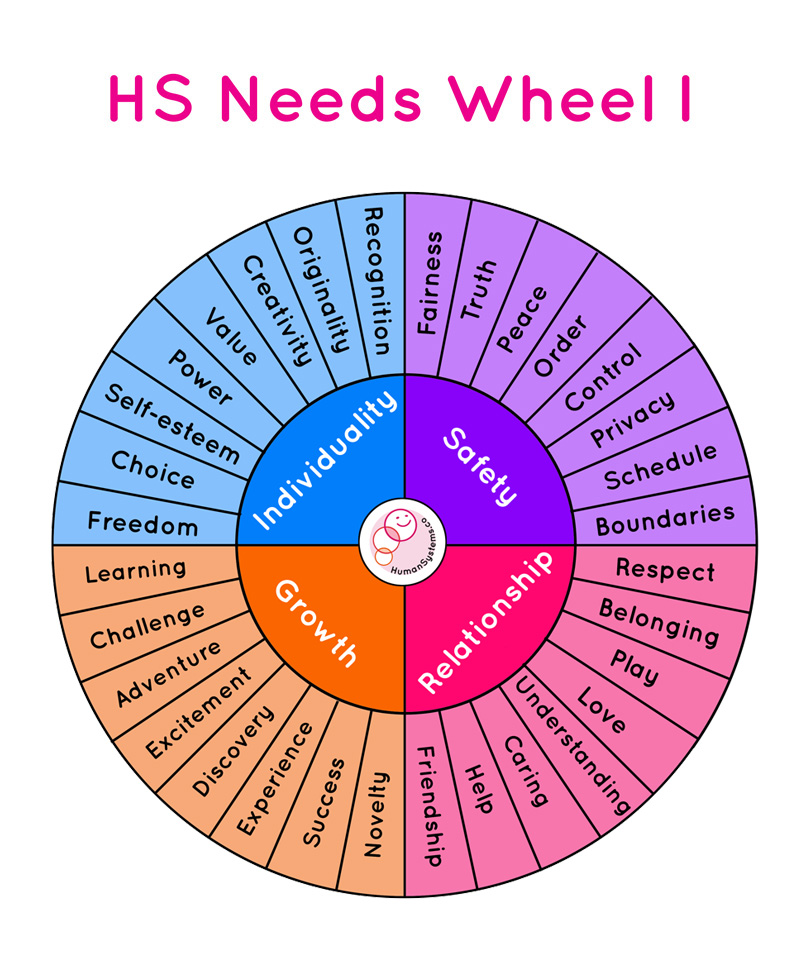 HS Needs Wheel I
Individuality
Safety
Growth
Relationship
HumanSystems.co
Fairness
Truth
Peace
Order
Control
Privacy
Schedule
Boundaries
Respect
Belonging
Play
Love
Understanding
Caring
Help
Friendship
Novelty
Success
Experience
Discovery
Excitement
Adventure
Challenge
Learning
Freedom
Choice
Self-esteem
Power
Value
Creativity
Originality
Recognition